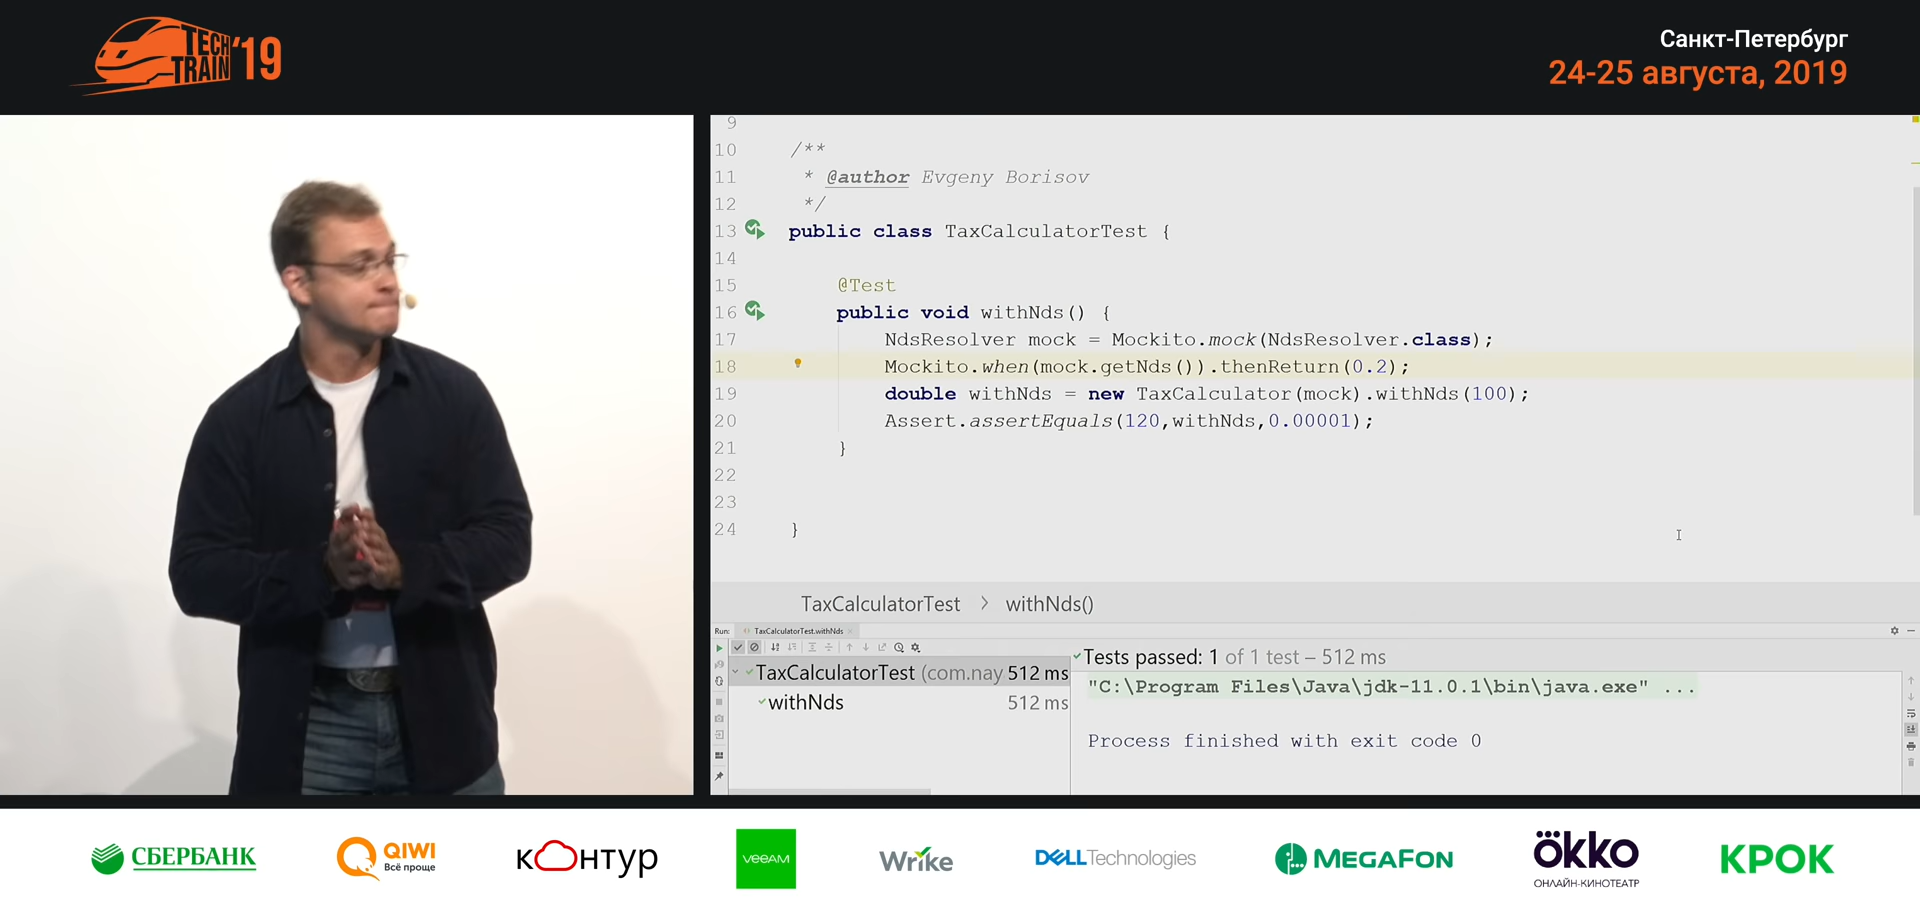 TECH TRAIN '19
Санкт-Петербург
24-25 августа, 2019
9
10 /**
11 * @author Evgeny Borisov
12 */
13 public class TaxCalculatorTest {
14
15 @Test
16 public void withNds() {
17 NdsResolver mock = Mockito.mock(NdsResolver.class);
18 Mockito.when(mock.getNds()).thenReturn(0.2);
19 double withNds = new TaxCalculator(mock).withNds(100);
20 Assert.assertEquals(120,withNds,0.00001);
21 }
22
23
24 }
TaxCalculatorTest > withNds()
Run: TaxCalculatorTest.withNds
TaxCalculatorTest (com.nay 512 ms
withNds 512 ms
Tests passed: 1 of 1 test – 512 ms
"C:\Program Files\Java\jdk-11.0.1\bin\java.exe" ...
Process finished with exit code 0
СБЕРБАНК
QIWI
Всё проще
контур
veeam
Wrike
DELL Technologies
MEGAFON
ökko
ОНЛАЙН-КИНОТЕАТР
КРОК